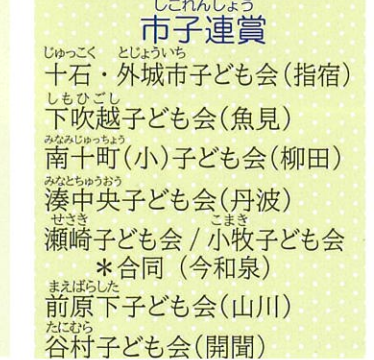 しこれんしょう
市子連賞
じゅっこく とじょういち
十石・外城市子ども会(指宿)
しもひごし
下吹越子ども会(魚見)
みなみじゅっちょう
南十町(小)子ども会(柳田)
みなとちゅうおう
湊中央子ども会(丹波)
せさき こまき
瀬崎子ども会/小牧子ども会
＊合同(今和泉)
まえばらした
前原下子ども会(山川)
たにむら
谷村子ども会(開聞)